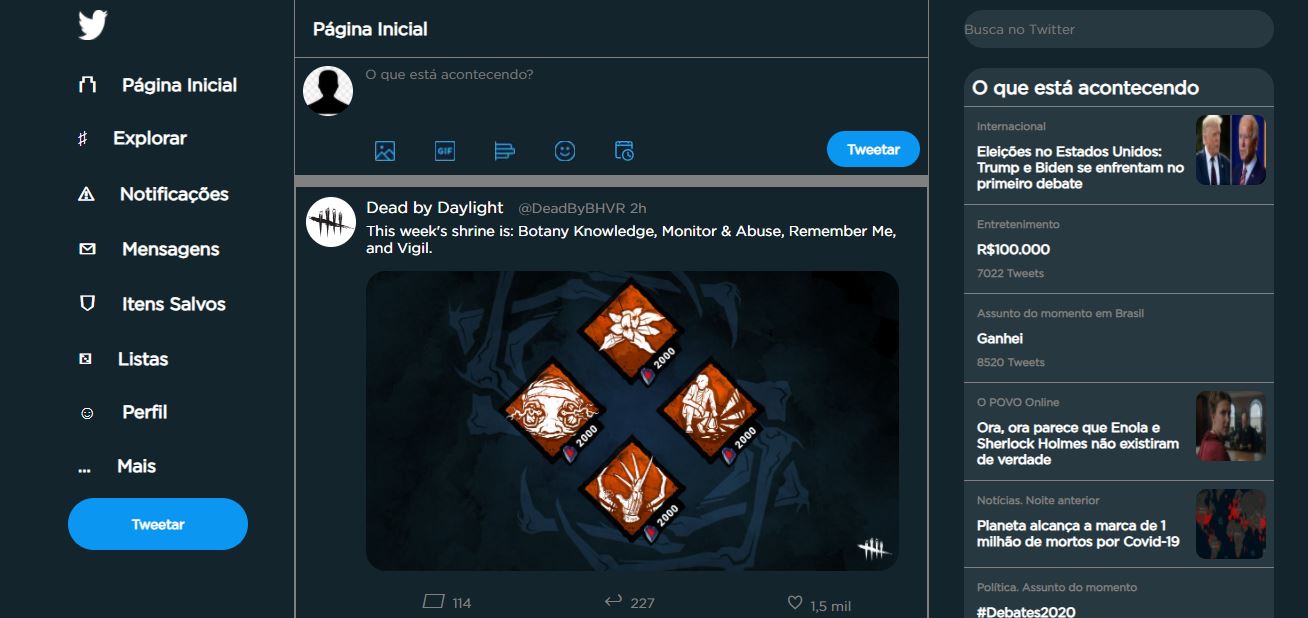 Página Inicial
Explorar
Notificações
Mensagens
Itens Salvos
Listas
Perfil
... Mais
Tweetar
Página Inicial
O que está acontecendo?
GIF
Tweetar
Dead by Daylight @DeadByBHVR 2h
This week's shrine is: Botany Knowledge, Monitor & Abuse, Remember Me,
and Vigil.
2000
2000
2000
2000
114
227
1,5 mil
Busca no Twitter
O que está acontecendo
Internacional
Eleições no Estados Unidos:
Trump e Biden se enfrentam no
primeiro debate
Entretenimento
R$100.000
7022 Tweets
Assunto do momento em Brasil
Ganhei
8520 Tweets
O POVO Online
Ora, ora parece que Enola e
Sherlock Holmes não existiram
de verdade
Notícias. Noite anterior
Planeta alcança a marca de 1
milhão de mortos por Covid-19
Política. Assunto do momento
#Debates2020